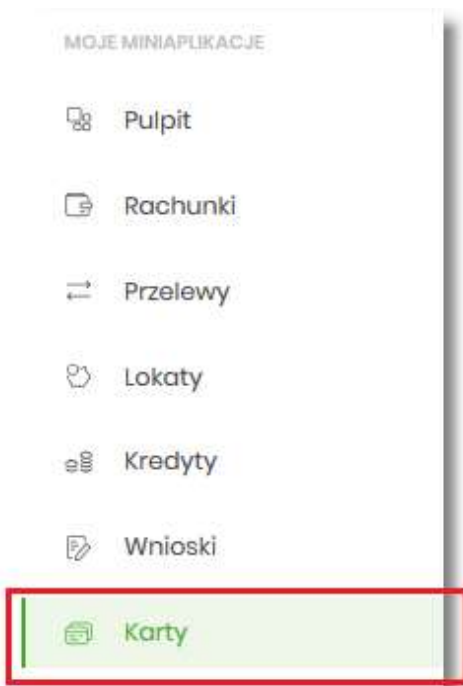 MOJE MINIAPLIKACJE
Pulpit
Rachunki
Przelewy
Lokaty
Kredyty
Wnioski
Karty